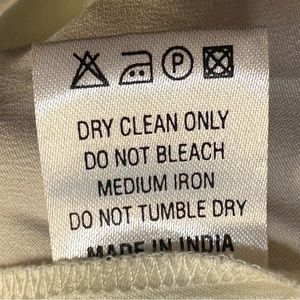 P
DRY CLEAN ONLY
DO NOT BLEACH
MEDIUM IRON
DO NOT TUMBLE DRY
MADE IN INDIA